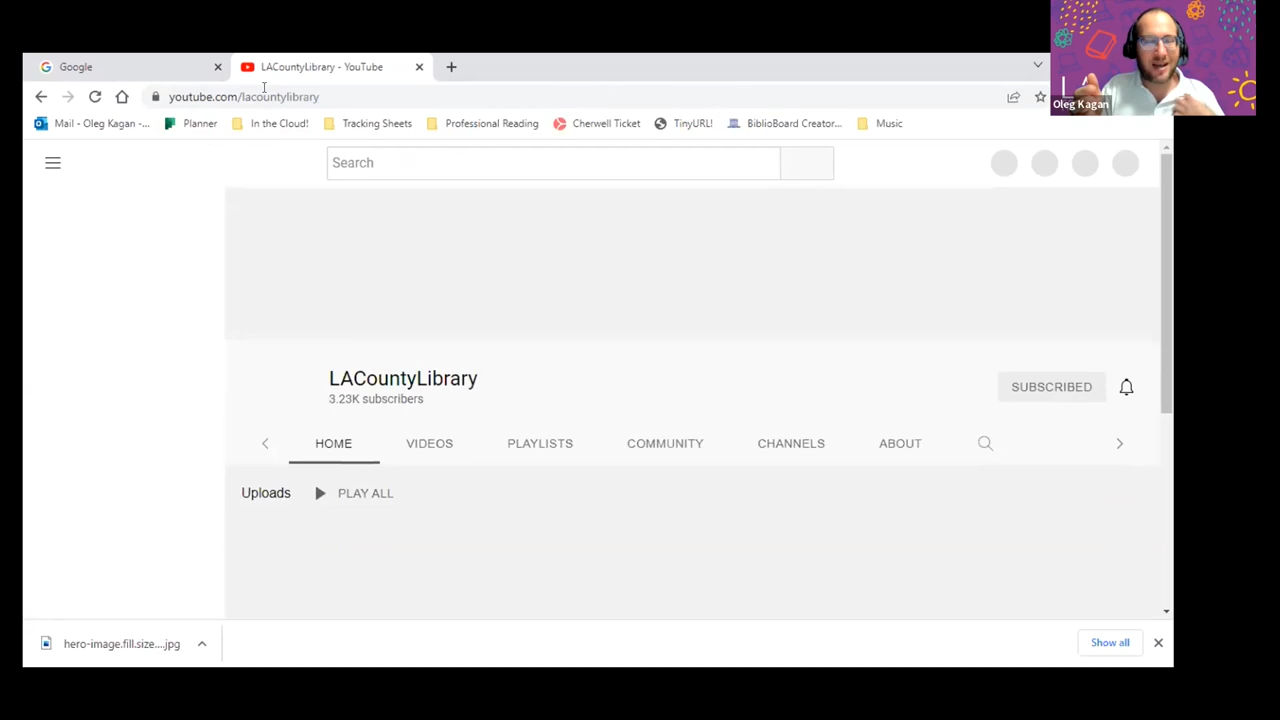 Google
LACountyLibrary - YouTube
youtube.com/lacountylibrary
Oleg Kagan
Mail - Oleg Kagan -... Planner In the Cloud! Tracking Sheets Professional Reading Cherwell Ticket TinyURL! BiblioBoard Creator... Music
Search
LACountyLibrary
3.23K subscribers
SUBSCRIBED
HOME VIDEOS PLAYLISTS COMMUNITY CHANNELS ABOUT
Uploads PLAY ALL
hero-image.fill.size....jpg
Show all